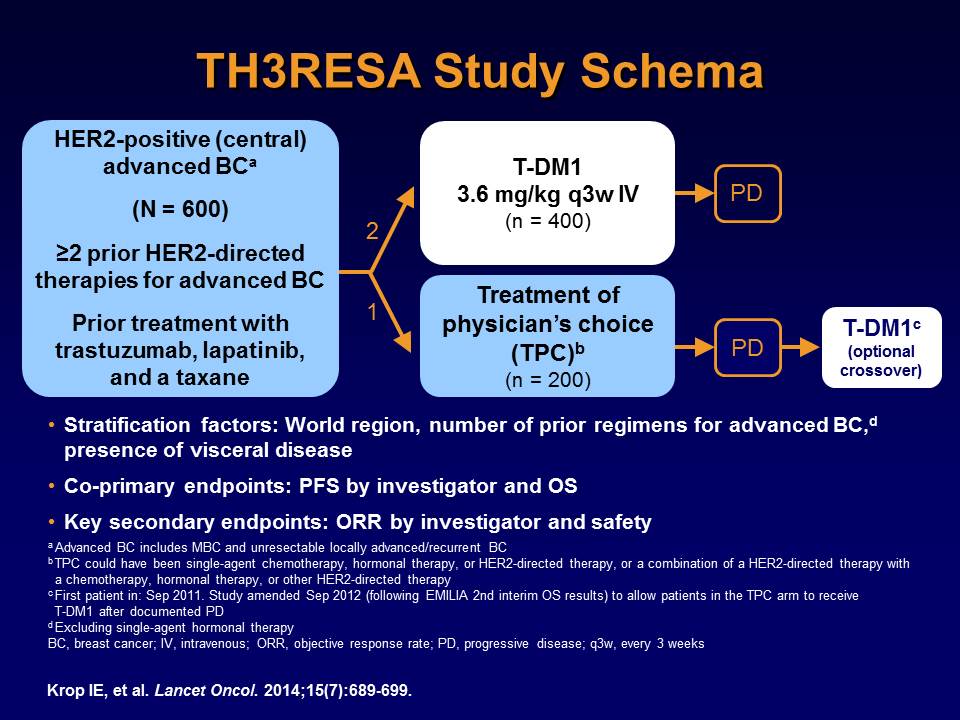 TH3RESA Study Schema
HER2-positive (central)
advanced BCᵃ
(N = 600)
≥2 prior HER2-directed
therapies for advanced BC
Prior treatment with
trastuzumab, lapatinib,
and a taxane
2
1
T-DM1
3.6 mg/kg q3w IV
(n = 400)
PD
Treatment of
physician’s choice
(TPC)ᵇ
(n = 200)
PD
T-DM1ᶜ
(optional
crossover)
• Stratification factors: World region, number of prior regimens for advanced BC,ᵈ
presence of visceral disease
• Co-primary endpoints: PFS by investigator and OS
• Key secondary endpoints: ORR by investigator and safety
ᵃ Advanced BC includes MBC and unresectable locally advanced/recurrent BC
ᵇ TPC could have been single-agent chemotherapy, hormonal therapy, or HER2-directed therapy, or a combination of a HER2-directed therapy with
a chemotherapy, hormonal therapy, or other HER2-directed therapy
ᶜ First patient in: Sep 2011. Study amended Sep 2012 (following EMILIA 2nd interim OS results) to allow patients in the TPC arm to receive
T-DM1 after documented PD
ᵈ Excluding single-agent hormonal therapy
BC, breast cancer; IV, intravenous; ORR, objective response rate; PD, progressive disease; q3w, every 3 weeks
Krop IE, et al. Lancet Oncol. 2014;15(7):689-699.